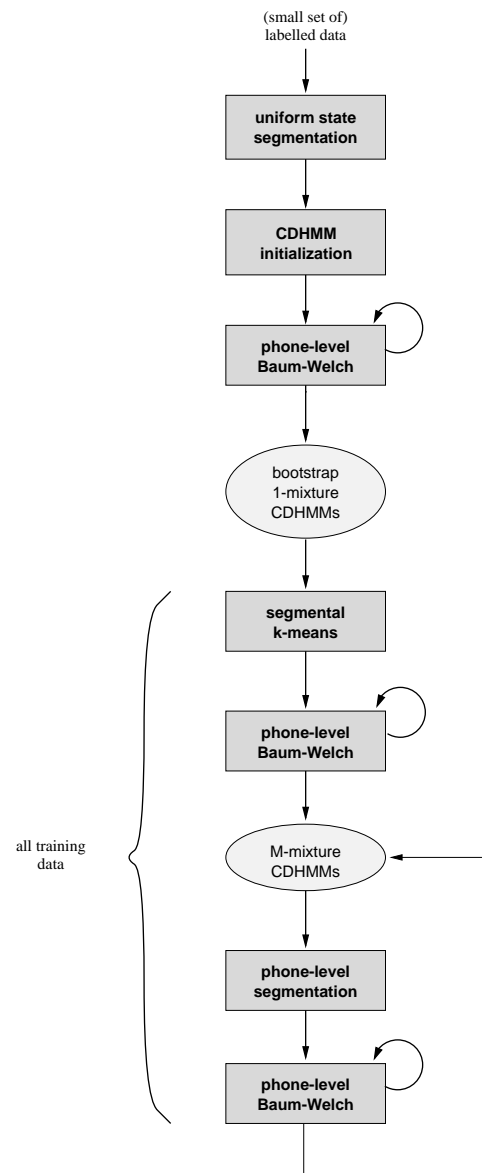 (small set of)
labelled data
uniform state
segmentation
CDHMM
initialization
phone-level
Baum-Welch
bootstrap
1-mixture
CDHMMs
segmental
k-means
phone-level
Baum-Welch
all training
data
M-mixture
CDHMMs
phone-level
segmentation
phone-level
Baum-Welch